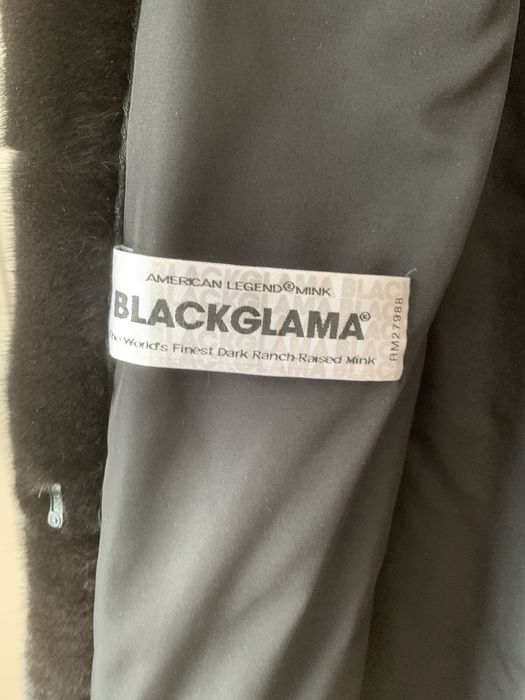 AMERICAN LEGEND® MINK
BLACKGLAMA®
World's Finest Dark Ranch-Raised Mink
RM27988